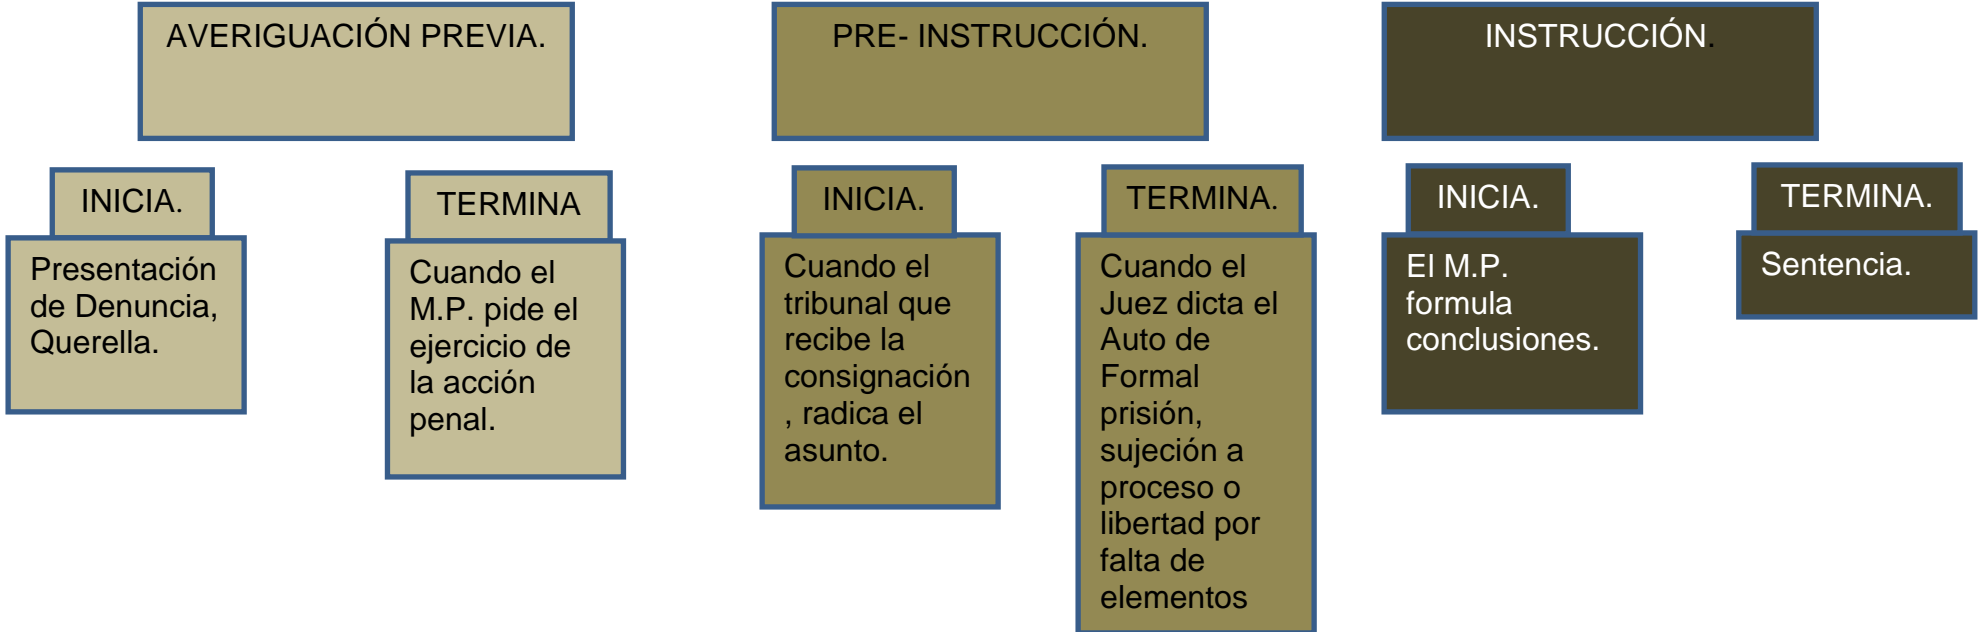 AVERIGUACIÓN PREVIA.
INICIA.
Presentación
de Denuncia,
Querella.
TERMINA
Cuando el
M.P. pide el
ejercicio de
la acción
penal.
PRE- INSTRUCCIÓN.
INICIA.
Cuando el
tribunal que
recibe la
consignación
, radica el
asunto.
TERMINA.
Cuando el
Juez dicta el
Auto de
Formal
prisión,
sujeción a
proceso o
libertad por
falta de
elementos
INSTRUCCIÓN.
INICIA.
El M.P.
formula
conclusiones.
TERMINA.
Sentencia.